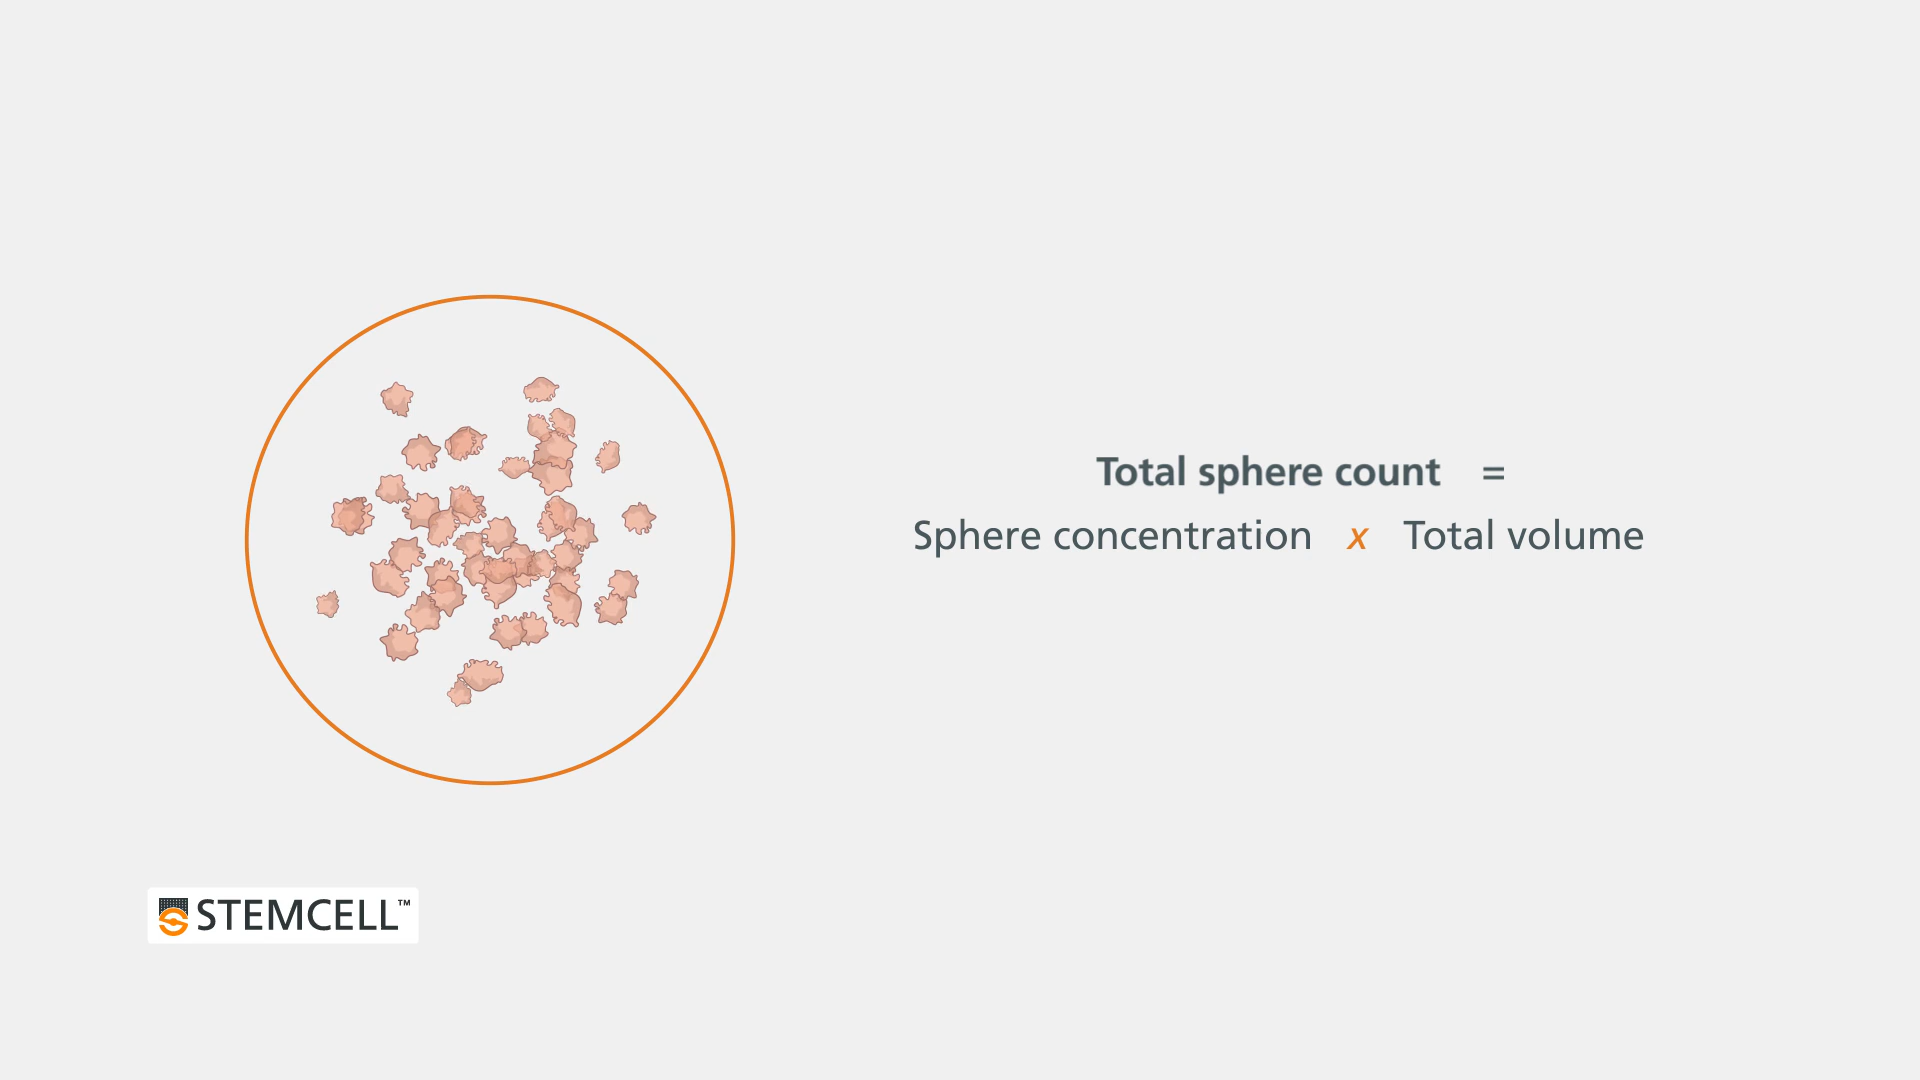 Total sphere count =
Sphere concentration x Total volume
STEMCELL™